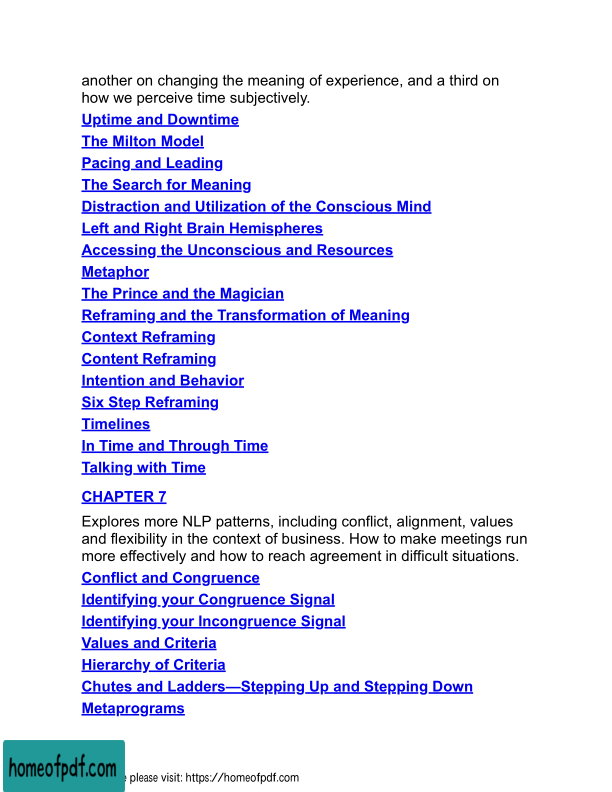 another on changing the meaning of experience, and a third on
how we perceive time subjectively.
Uptime and Downtime
The Milton Model
Pacing and Leading
The Search for Meaning
Distraction and Utilization of the Conscious Mind
Left and Right Brain Hemispheres
Accessing the Unconscious and Resources
Metaphor
The Prince and the Magician
Reframing and the Transformation of Meaning
Context Reframing
Content Reframing
Intention and Behavior
Six Step Reframing
Timelines
In Time and Through Time
Talking with Time
CHAPTER 7
Explores more NLP patterns, including conflict, alignment, values
and flexibility in the context of business. How to make meetings run
more effectively and how to reach agreement in difficult situations.
Conflict and Congruence
Identifying your Congruence Signal
Identifying your Incongruence Signal
Values and Criteria
Hierarchy of Criteria
Chutes and Ladders—Stepping Up and Stepping Down
Metaprograms
homeofpdf.com
please visit: https://homeofpdf.com